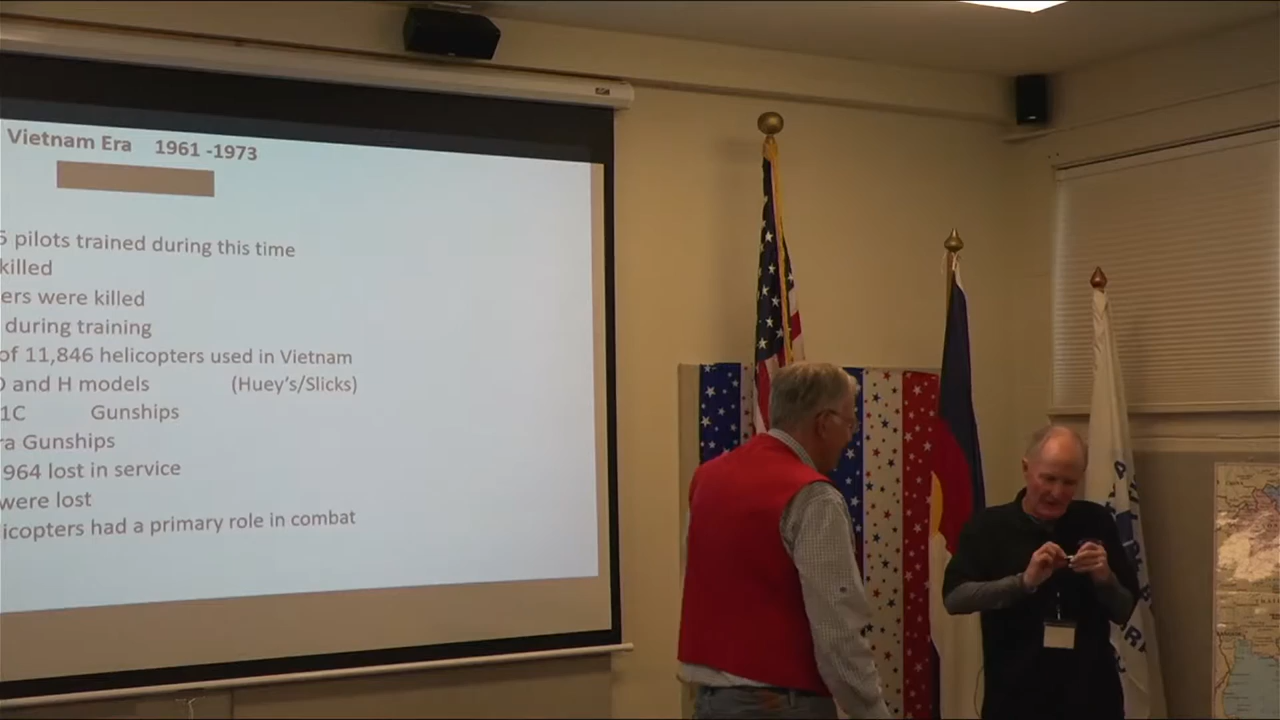 Vietnam Era 1961 -1973
pilots trained during this time
killed
ers were killed
during training
of 11,846 helicopters used in Vietnam
and H models (Huey's/Slicks)
1C Gunships
ra Gunships
964 lost in service
were lost
licopters had a primary role in combat